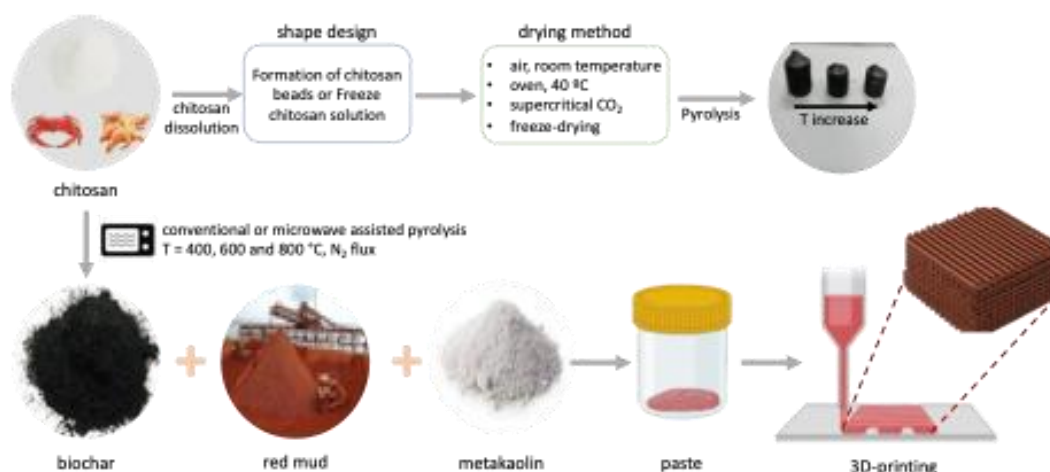 shape design
drying method
Formation of chitosan
beads or Freeze
chitosan solution
• air, room temperature
• oven, 40 ºC
• supercritical CO₂
• freeze-drying
chitosan
dissolution
Pyrolysis
T increase
chitosan
conventional or microwave assisted pyrolysis
T = 400, 600 and 800 °C, N₂ flux
+
+
biochar
red mud
metakaolin
paste
3D-printing